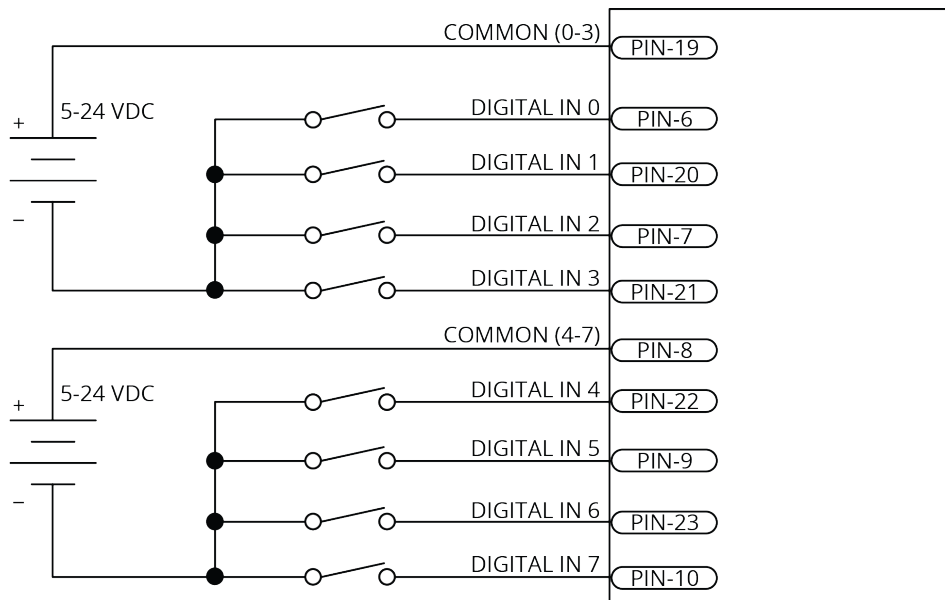 COMMON (0-3) PIN-19
5-24 VDC
+
DIGITAL IN 0 PIN-6
DIGITAL IN 1 PIN-20
–
DIGITAL IN 2 PIN-7
DIGITAL IN 3 PIN-21
COMMON (4-7) PIN-8
5-24 VDC
+
DIGITAL IN 4 PIN-22
DIGITAL IN 5 PIN-9
–
DIGITAL IN 6 PIN-23
DIGITAL IN 7 PIN-10